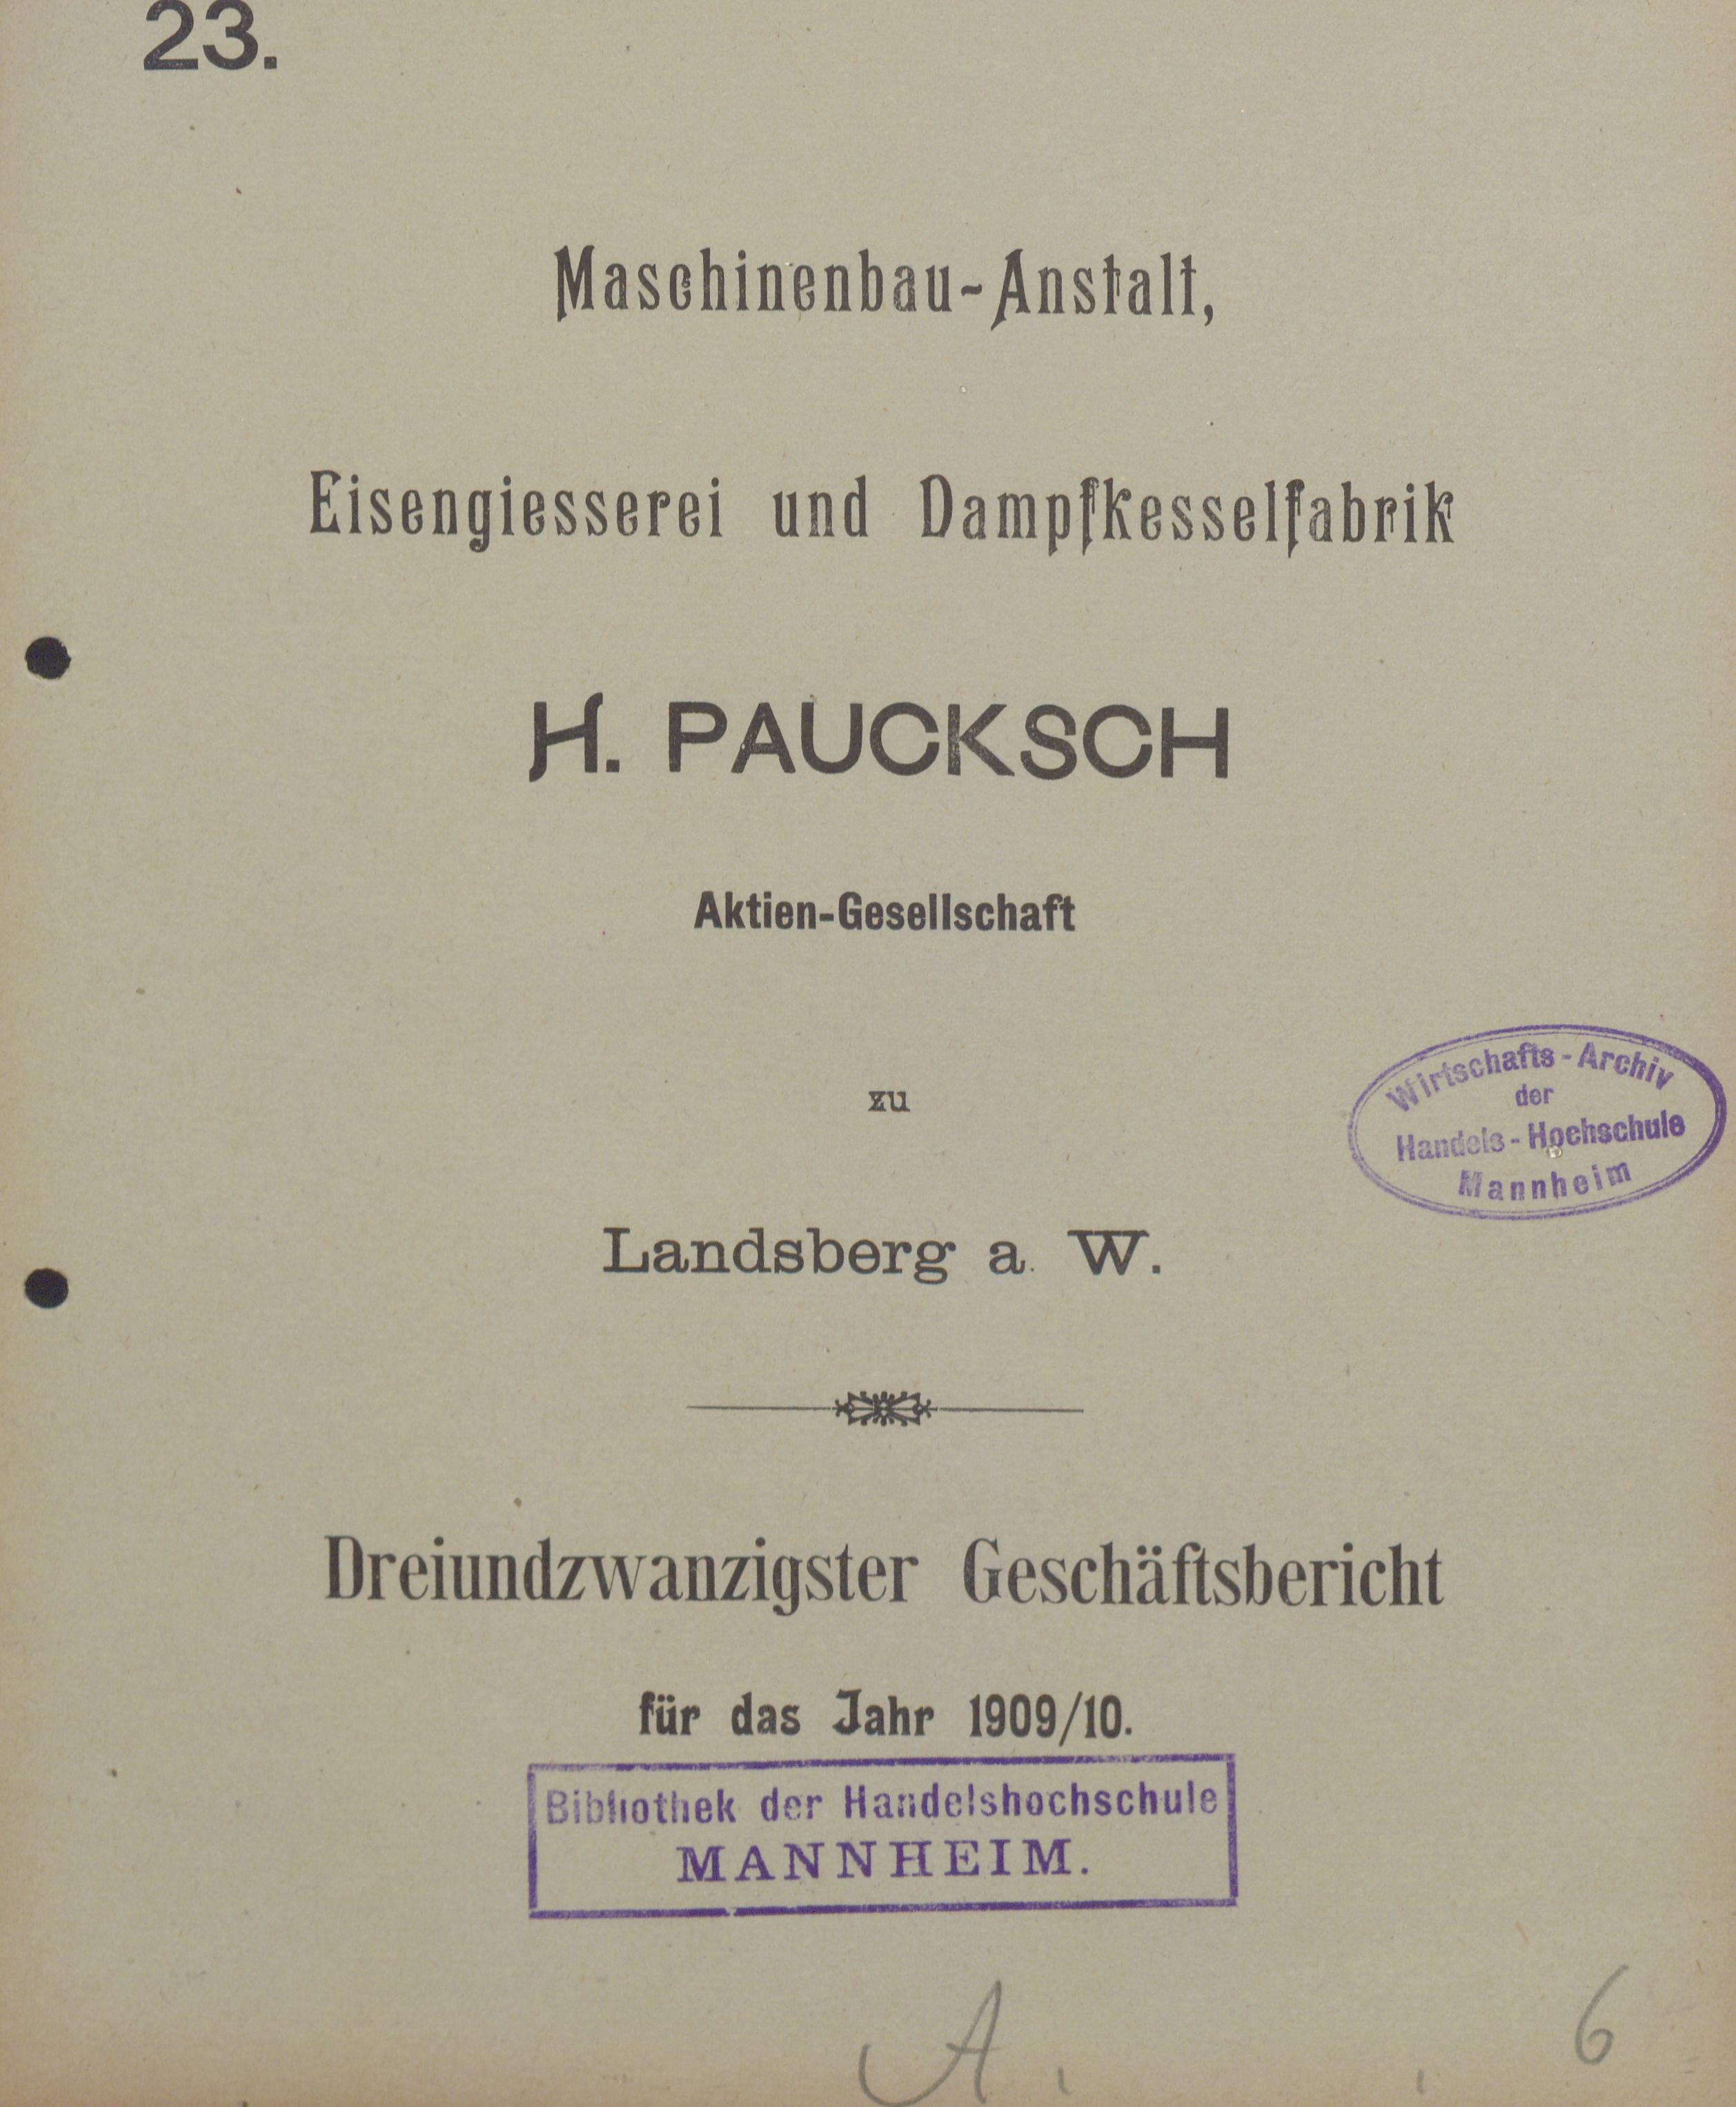 23.
Maschinenbau-Anstalt,
Eisengiesserei und Dampfkesselfabrik
H. PAUCKSCH
Aktien-Gesellschaft
zu
Wirtschafts-Archiv
der
Handels-Hochschule
Mannheim
Landsberg a. W.
Dreiundzwanzigster Geschäftsbericht
für das Jahr 1909/10.
Bibliothek der Handelshochschule
MANNHEIM.
A. 6